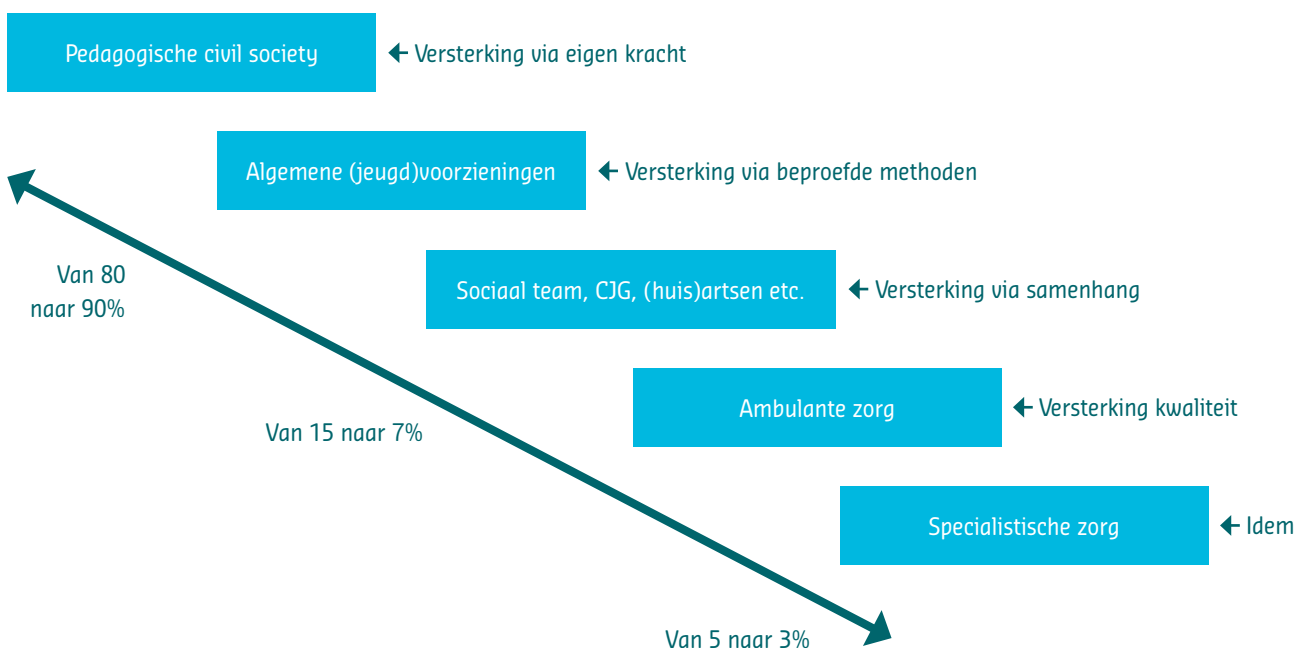 Pedagogische civil society
Versterking via eigen kracht
Algemene (jeugd)voorzieningen
Versterking via beproefde methoden
Van 80
naar 90%
Sociaal team, CJG, (huis)artsen etc.
Versterking via samenhang
Ambulante zorg
Versterking kwaliteit
Van 15 naar 7%
Specialistische zorg
Idem
Van 5 naar 3%